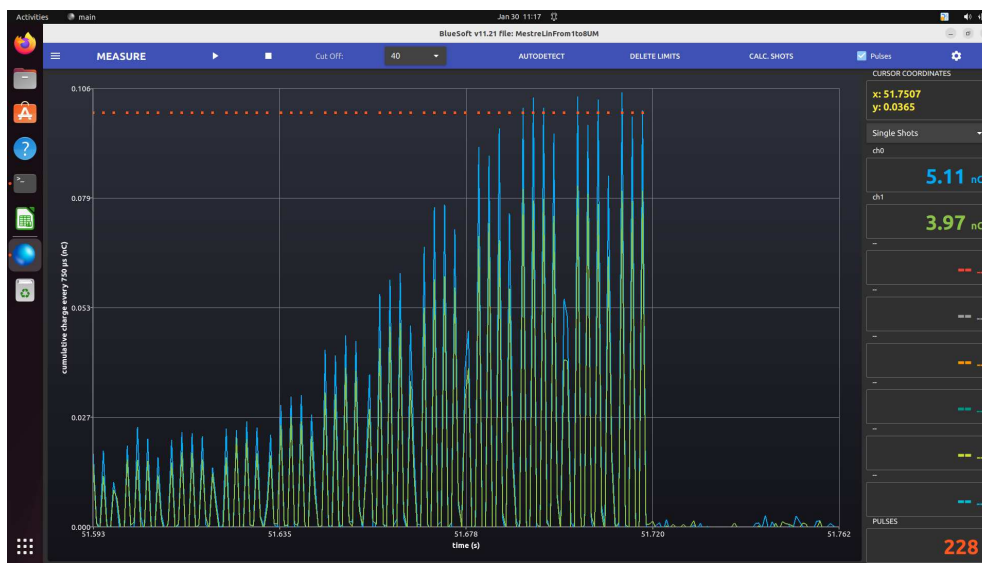 Activities main Jan 30 11:17
BlueSoft v11.21 file: MestreLinFrom1to8UM
MEASURE Cut Off: 40 AUTODETECT DELETE LIMITS CALC. SHOTS Pulses
CURSOR COORDINATES
x: 51.7507
y: 0.0365
Single Shots
ch0
5.11 nC
ch1
3.97 nC
--
-- --
--
-- --
--
-- --
--
-- --
--
-- --
--
-- --
PULSES
228
cumulative charge every 750 µs (nC)
0.106
0.079
0.053
0.027
0.000
51.593 51.635 51.678 51.720 51.762
time (s)